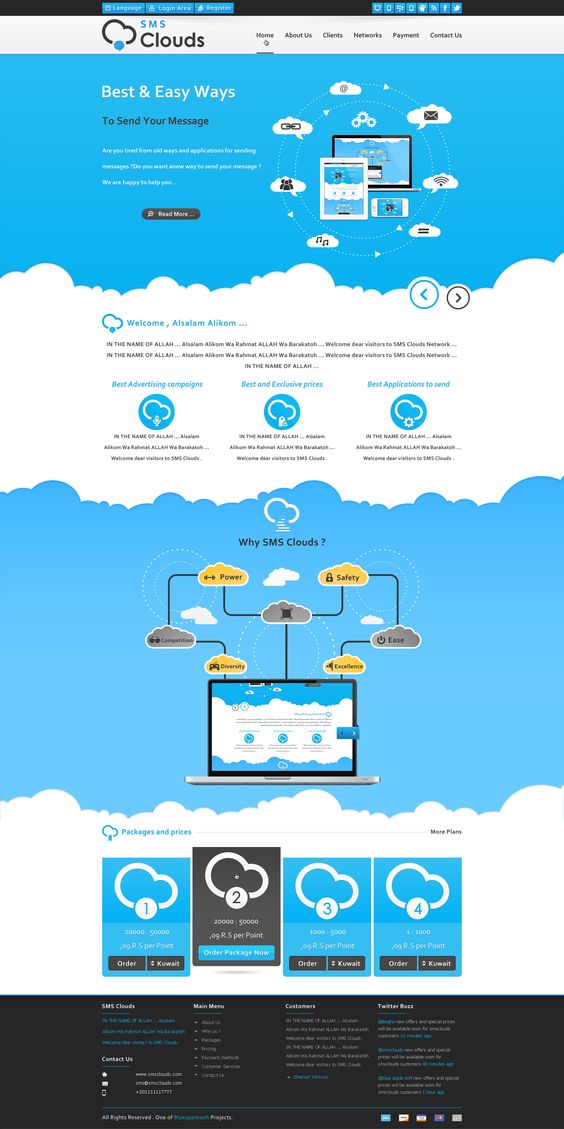 Language Login Area Register
SMS
Clouds
Home About Us Clients Networks Payment Contact Us
Best & Easy Ways
To Send Your Message
Are you tired from old ways and applications for sending
messages ?Do you want anew way to send your message ?
We are happy to help you ..
Read More ...
Welcome , Alsalam Alikom ...
IN THE NAME OF ALLAH ... Alsalam Alikom Wa Rahmat ALLAH Wa Barakatoh ... Welcome dear visitors to SMS Clouds Network ...
IN THE NAME OF ALLAH ... Alsalam Alikom Wa Rahmat ALLAH Wa Barakatoh ... Welcome dear visitors to SMS Clouds Network ...
IN THE NAME OF ALLAH ...
Best Advertising campaigns
IN THE NAME OF ALLAH ... Alsalam
Alikom Wa Rahmat ALLAH Wa Barakatoh
Welcome dear visitors to SMS Clouds .
Best and Exclusive prices
IN THE NAME OF ALLAH ... Alsalam
Alikom Wa Rahmat ALLAH Wa Barakatoh
Welcome dear visitors to SMS Clouds .
Best Applications to send
IN THE NAME OF ALLAH ... Alsalam
Alikom Wa Rahmat ALLAH Wa Barakatoh
Welcome dear visitors to SMS Clouds .
Why SMS Clouds ?
Power
Safety
Competition
Ease
Diversity
Excellence
Packages and prices
More Plans
1
20000 : 50000
,09 R.S per Point
Order Kuwait
2
20000 : 50000
,09 R.S per Point
Order Package Now
3
1000 : 5000
,09 R.S per Point
Order Kuwait
4
1 : 1000
,09 R.S per Point
Order Kuwait
SMS Clouds
IN THE NAME OF ALLAH ... Alsalam
Alikom Wa Rahmat ALLAH Wa Barakatoh
Welcome dear visitors to SMS Clouds
Contact Us
www.smsclouds.com
sms@smsclouds.com
+201111117777
Main Menu
About Us
Why us ?
Packages
Pricing
Payment methods
Customer Services
Contact Us
Customers
IN THE NAME OF ALLAH ... Alsalam
Alikom Wa Rahmat ALLAH Wa Barakatoh
Welcome dear visitors to SMS Clouds
IN THE NAME OF ALLAH ... Alsalam
Alikom Wa Rahmat ALLAH Wa Barakatoh
Welcome dear visitors to SMS Clouds
Twitter Buzz
new offers and special prices
will be available soon for smsclouds
customers 31 minutes ago
@smsclouds new offers and special
prices will be available soon for
smsclouds customers 40 minutes ago
@blue apple soft new offers and special
prices will be available soon for
smsclouds customers 1 hour ago
All Rights Reserved . One of Blueapplesoft Projects.